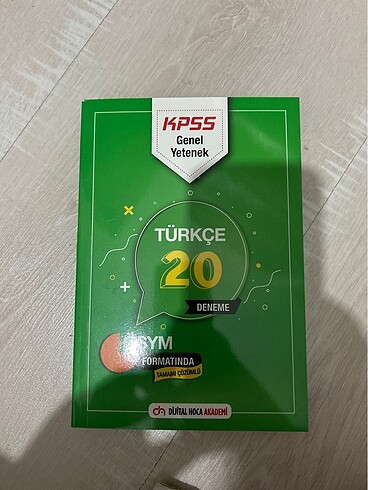 KPSS
Genel
Yetenek
TÜRKÇE
20
DENEME
SYM
FORMATINDA
TAMAMI ÇÖZÜMLÜ
DİJİTAL HOCA AKADEMİ